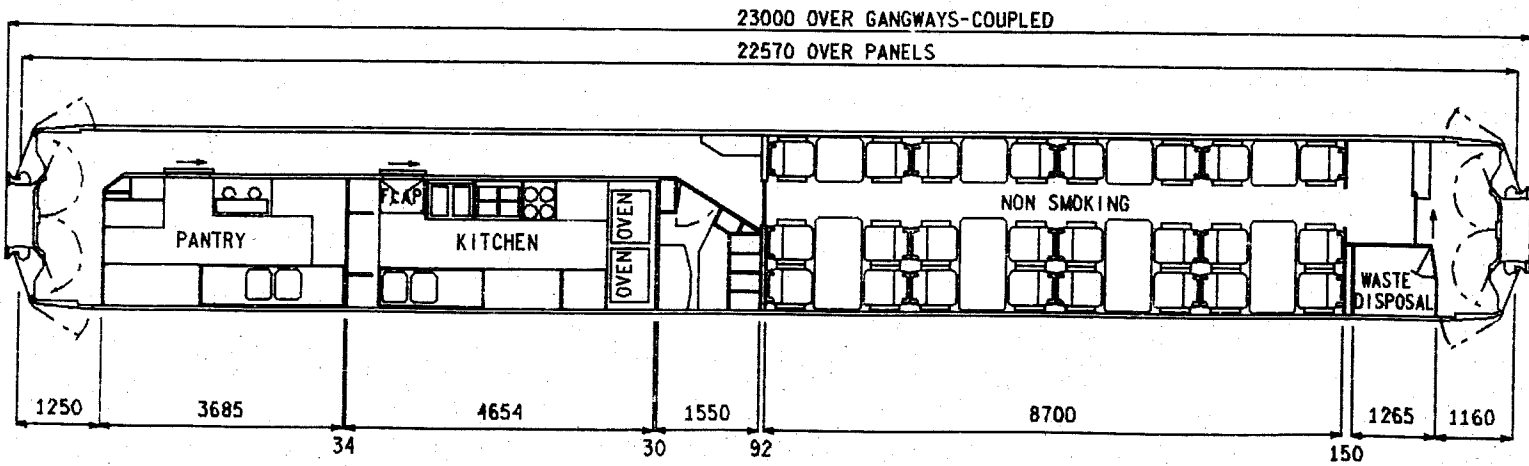 23000 OVER GANGWAYS-COUPLED
22570 OVER PANELS
FLAP
OVEN
OVEN
PANTRY
KITCHEN
NON SMOKING
WASTE
DISPOSAL
1250
3685
4654
1550
8700
1265
1160
34
30
92
150